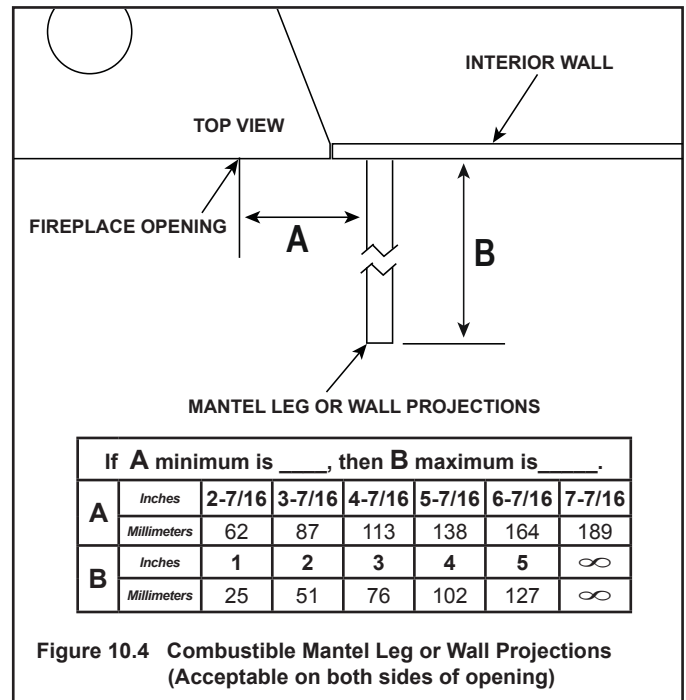 INTERIOR WALL
TOP VIEW
FIREPLACE OPENING
A
B
MANTEL LEG OR WALL PROJECTIONS
If A minimum is ____, then B maximum is_____.
A Inches 2-7/16 3-7/16 4-7/16 5-7/16 6-7/16 7-7/16
Millimeters 62 87 113 138 164 189
B Inches 1 2 3 4 5 ∞
Millimeters 25 51 76 102 127 ∞
Figure 10.4 Combustible Mantel Leg or Wall Projections
(Acceptable on both sides of opening)